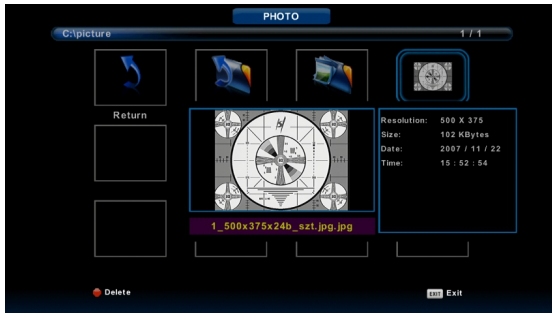 PHOTO
C:\picture
1 / 1
Return
Resolution: 500 X 375
Size: 102 KBytes
Date: 2007 / 11 / 22
Time: 15 : 52 : 54
1_500x375x24b_szt.jpg.jpg
Delete
EXIT Exit